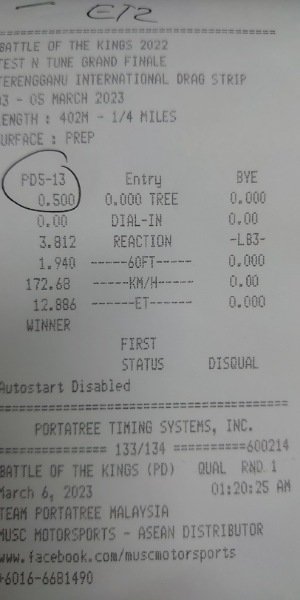 ET2
BATTLE OF THE KINGS 2022
TEST N TUNE GRAND FINALE
TERENGGANU INTERNATIONAL DRAG STRIP
03 - 05 MARCH 2023
LENGTH : 402M - 1/4 MILES
SURFACE : PREP
PD5-13 Entry BYE
0.500 0.000 TREE 0.000
0.00 DIAL-IN 0.00
3.812 REACTION -LB3-
1.940 -----60FT----- 0.000
172.68 -----KM/H----- 0.00
12.886 ------ET------ 0.000
WINNER
FIRST
STATUS DISQUAL
Autostart Disabled
===================================
PORTATREE TIMING SYSTEMS, INC.
=============== 133/134 ==========600214
BATTLE OF THE KINGS (PD) QUAL RND 1
March 6, 2023 01:20:25 AM
TEAM PORTATREE MALAYSIA
MUSC MOTORSPORTS - ASEAN DISTRIBUTOR
www.facebook.com/muscmotorsports
+6016-6681490